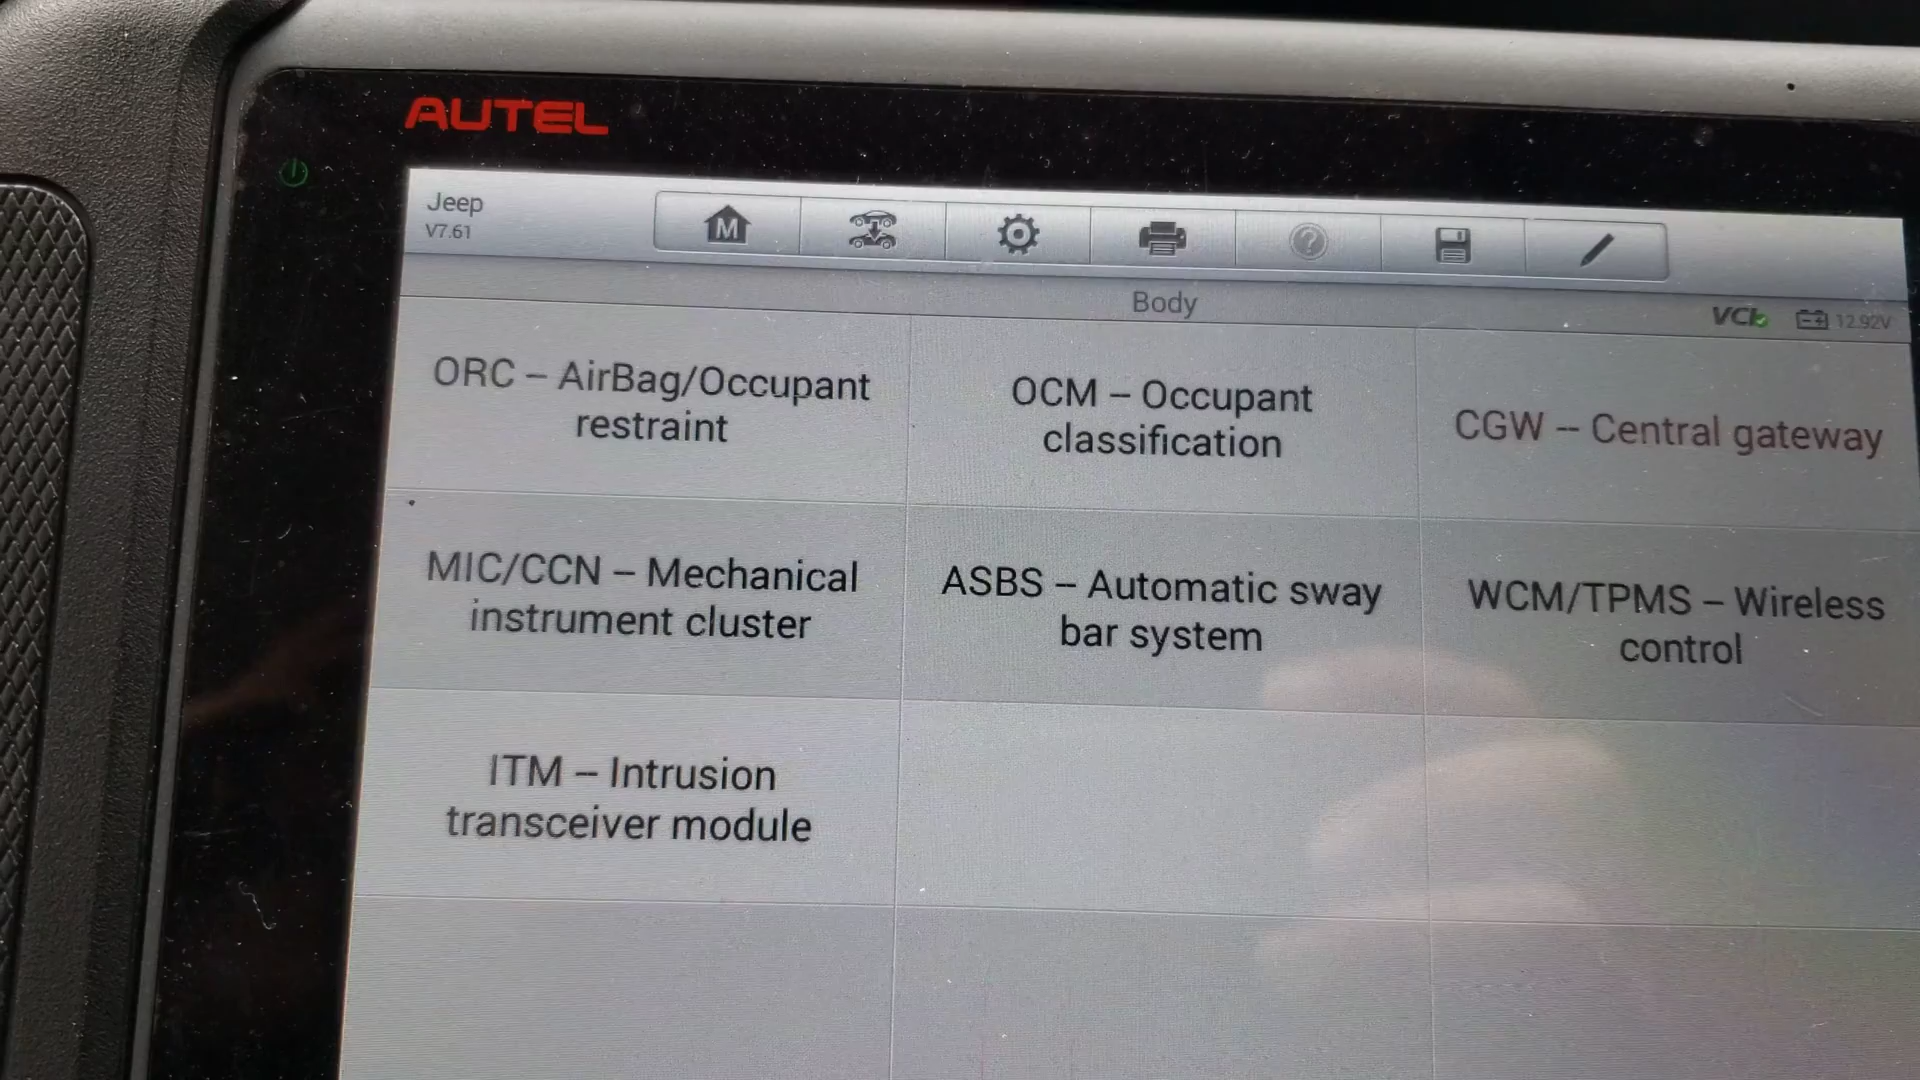 AUTEL
Jeep
V7.61
M
?
Body
VCI
12.92V
ORC – AirBag/Occupant
restraint
OCM – Occupant
classification
CGW -- Central gateway
MIC/CCN – Mechanical
instrument cluster
ASBS – Automatic sway
bar system
WCM/TPMS – Wireless
control
ITM – Intrusion
transceiver module